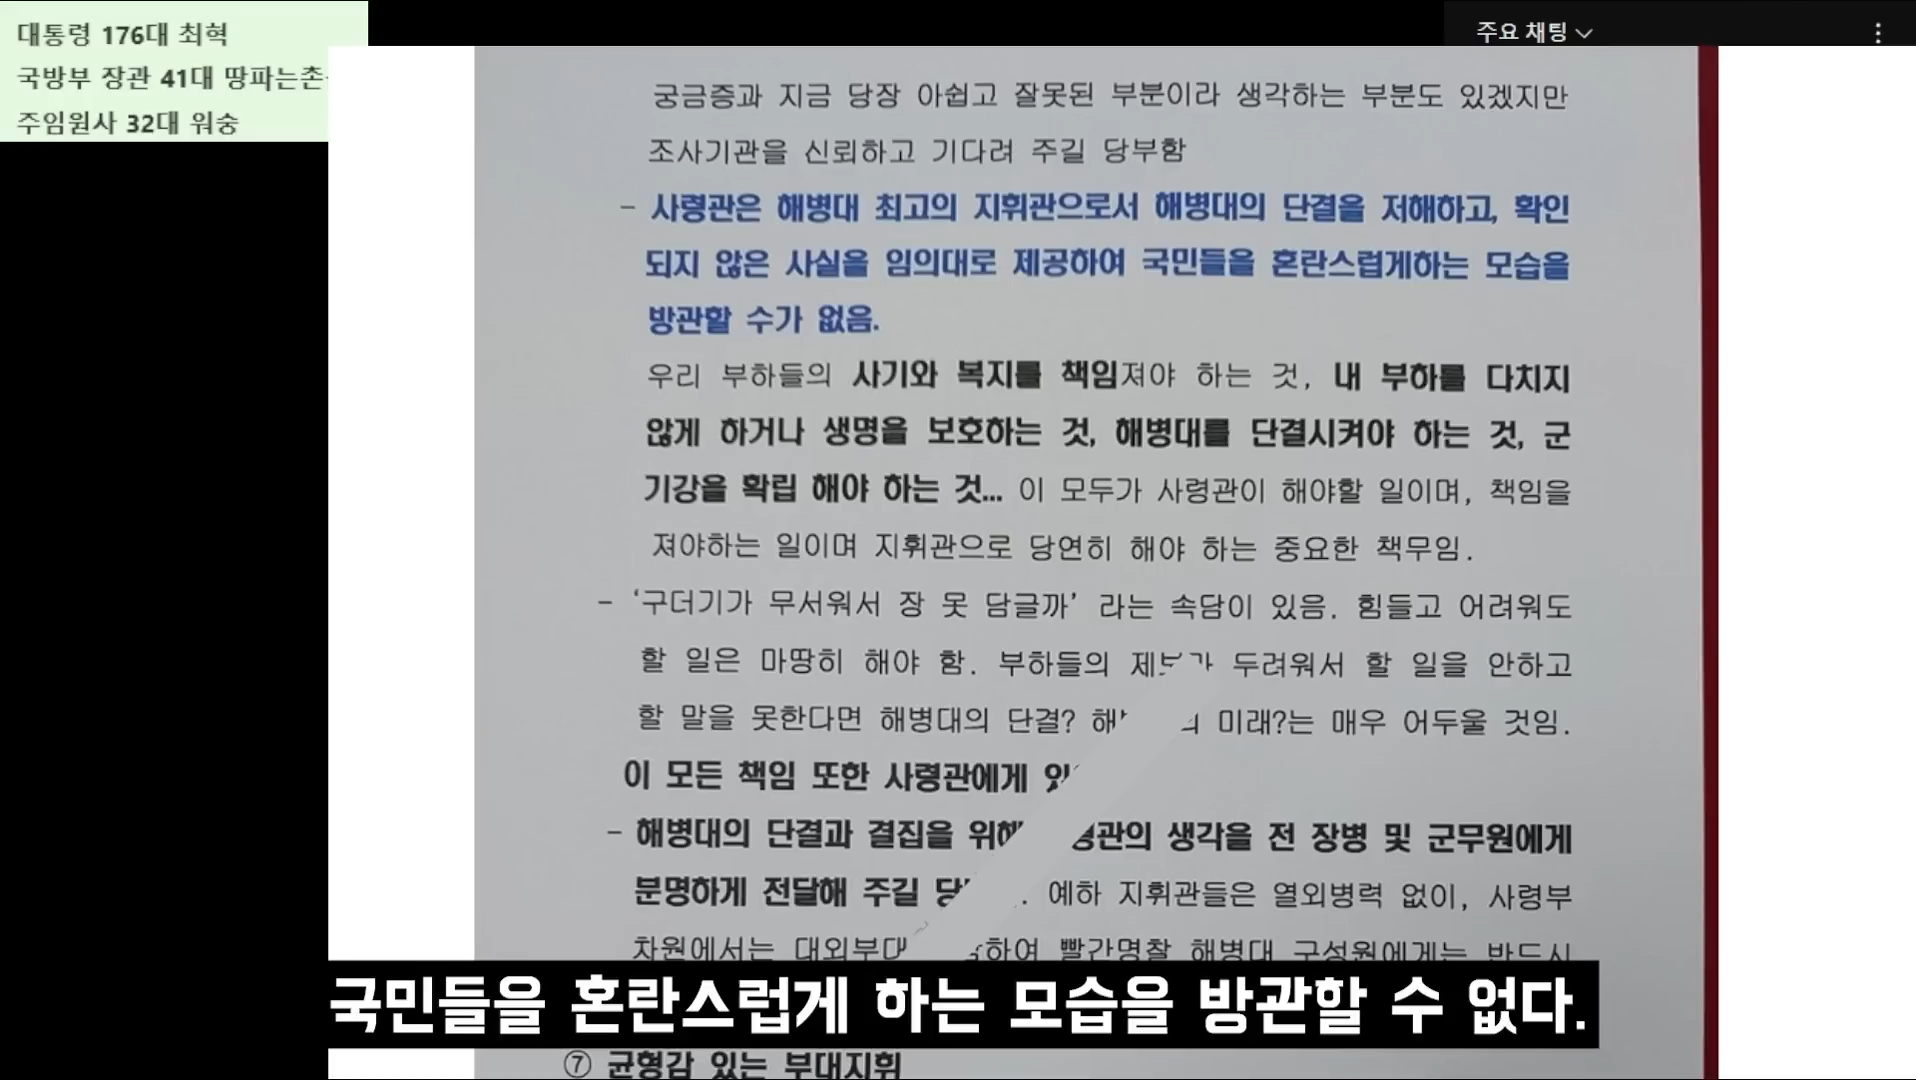 대통령 176대 최혁
국방부 장관 41대 땅파는촌
주임원사 32대 워숭
주요 채팅
궁금증과 지금 당장 아쉽고 잘못된 부분이라 생각하는 부분도 있겠지만
조사기관을 신뢰하고 기다려 주길 당부함
- 사령관은 해병대 최고의 지휘관으로서 해병대의 단결을 저해하고, 확인
되지 않은 사실을 임의대로 제공하여 국민들을 혼란스럽게하는 모습을
방관할 수가 없음.
우리 부하들의 사기와 복지를 책임져야 하는 것, 내 부하를 다치지
않게 하거나 생명을 보호하는 것, 해병대를 단결시켜야 하는 것, 군
기강을 확립 해야 하는 것... 이 모두가 사령관이 해야할 일이며, 책임을
져야하는 일이며 지휘관으로 당연히 해야 하는 중요한 책무임.
- ‘구더기가 무서워서 장 못 담글까’ 라는 속담이 있음. 힘들고 어려워도
할 일은 마땅히 해야 함. 부하들의 두려워서 할 일을 안하고
할 말을 못한다면 해병대의 단결? 미래?는 매우 어두울 것임.
이 모든 책임 또한 사령관에게
- 해병대의 단결과 결집을 생각을 전 장병 및 군무원에게
분명하게 전달해 주길 예하 지휘관들은 열외병력 없이, 사령부
차원에서는 빨간명찰 해병대 구성원에게는 반드시
국민들을 혼란스럽게 하는 모습을 방관할 수 없다.
⑦ 균형감 있는 부대지휘